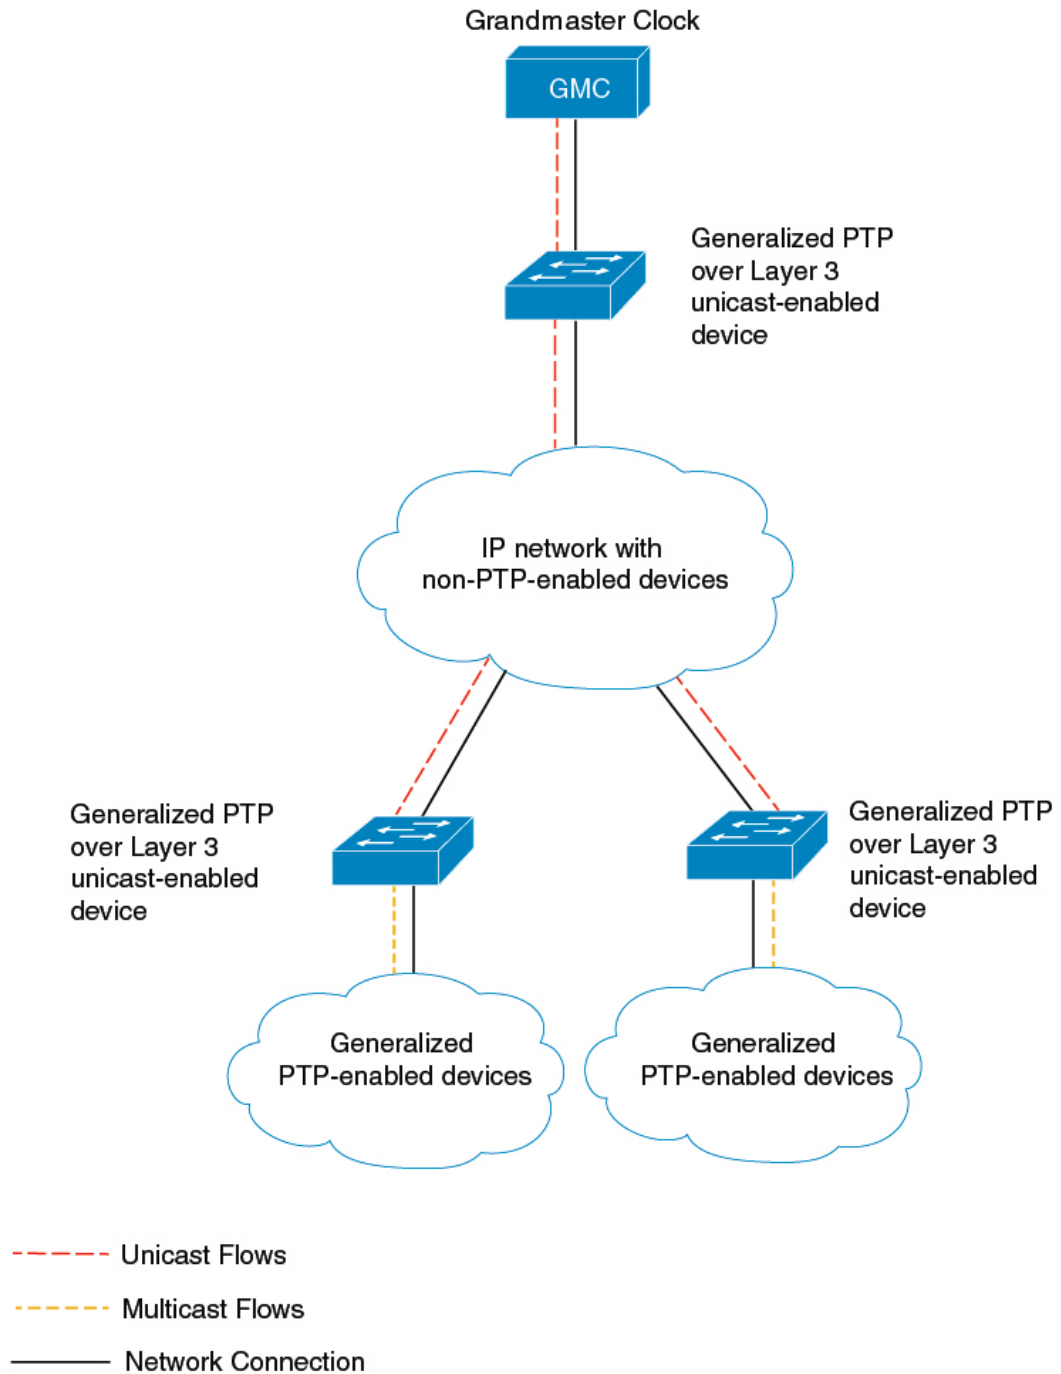 Grandmaster Clock
GMC
Generalized PTP
over Layer 3
unicast-enabled
device
IP network with
non-PTP-enabled devices
Generalized PTP
over Layer 3
unicast-enabled
device
Generalized PTP
over Layer 3
unicast-enabled
device
Generalized
PTP-enabled devices
Generalized
PTP-enabled devices
Unicast Flows
Multicast Flows
Network Connection